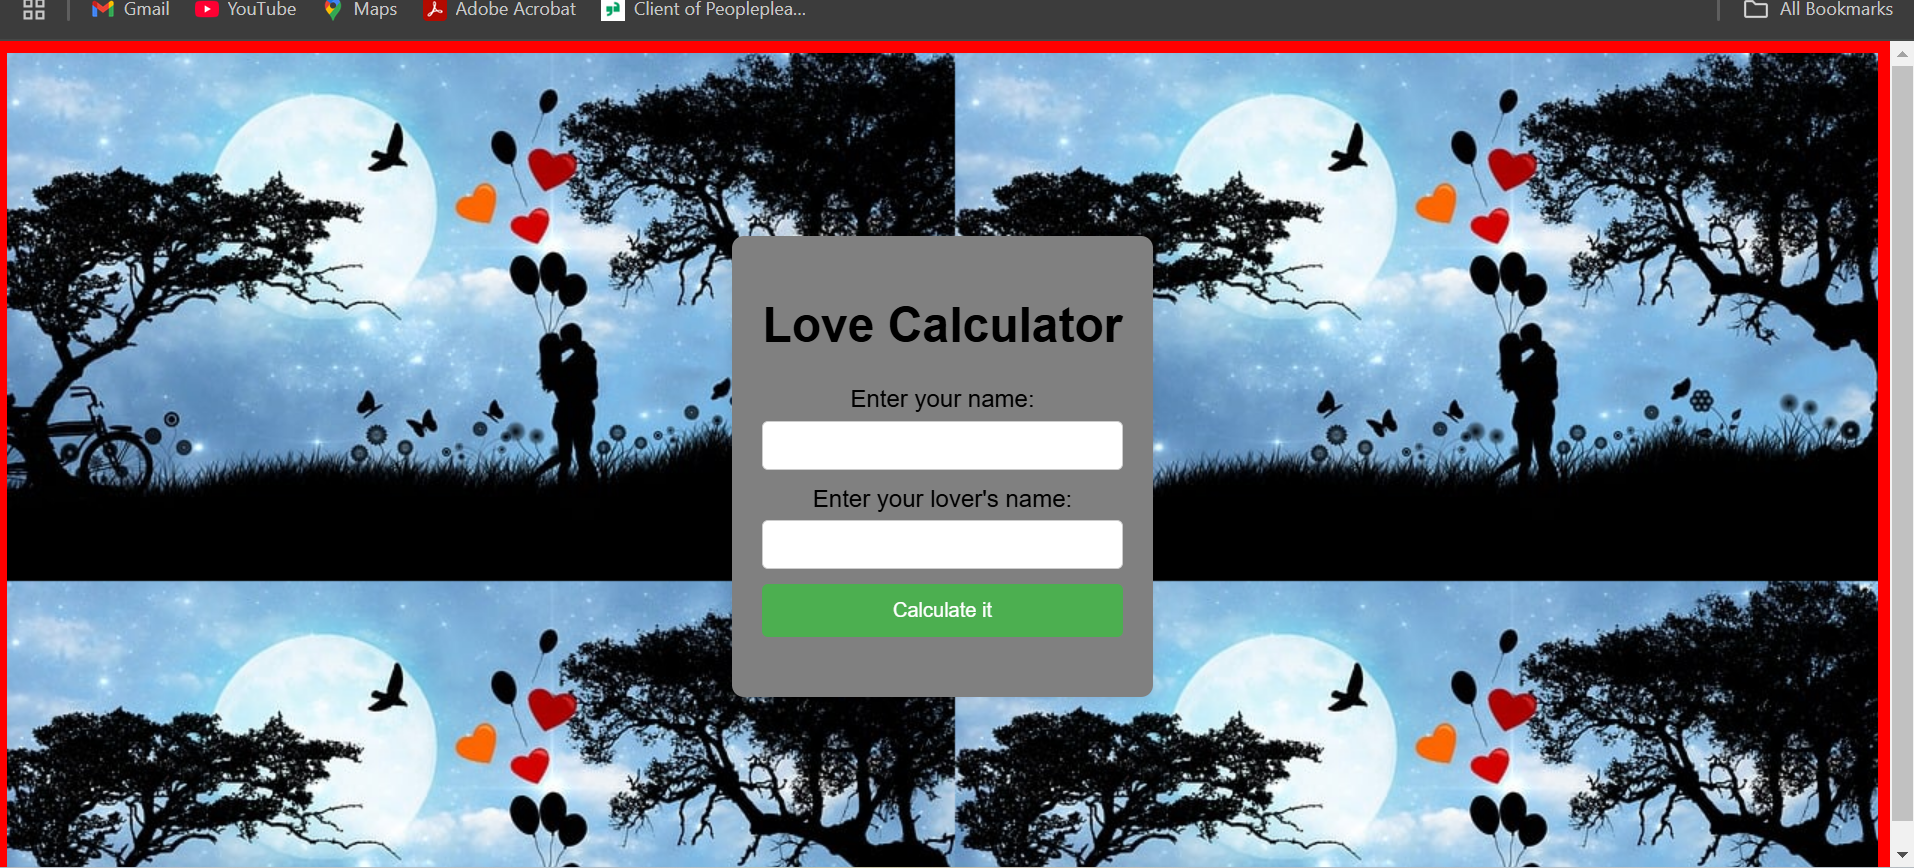 Gmail YouTube Maps Adobe Acrobat Client of Peopleplea... All Bookmarks
Love Calculator
Enter your name:
Enter your lover's name:
Calculate it